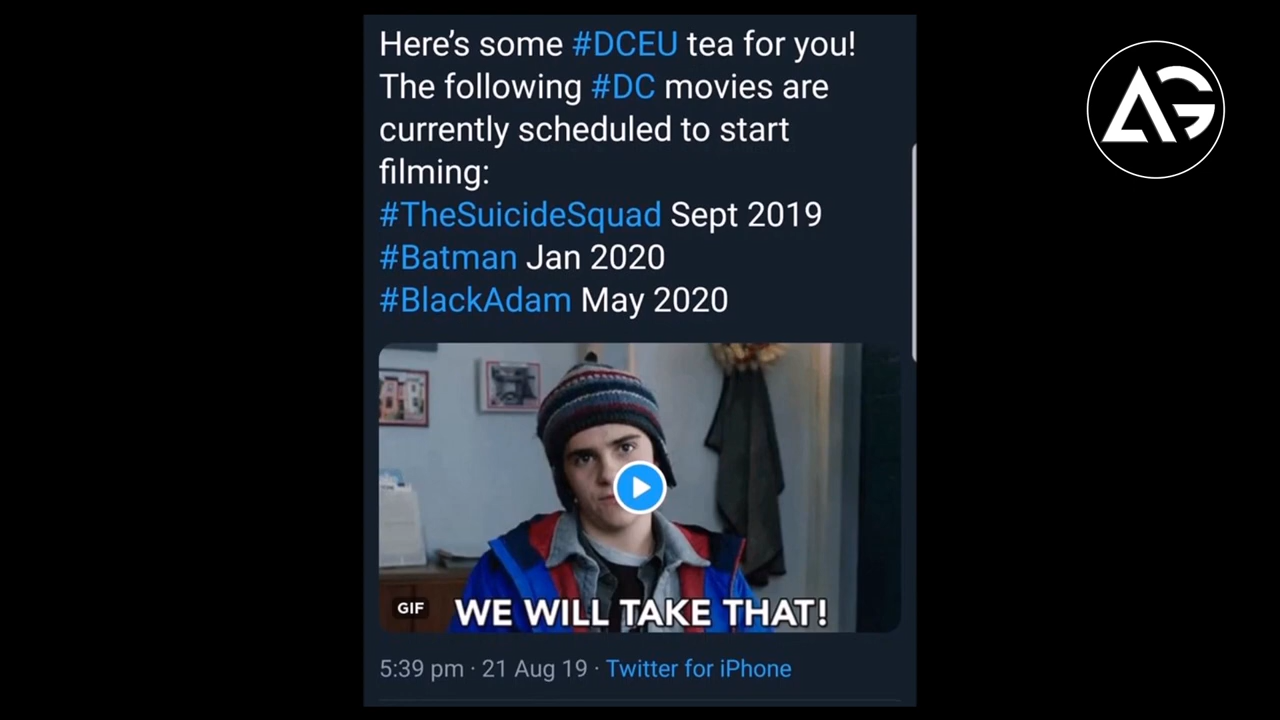 Here's some #DCEU tea for you!
The following #DC movies are
currently scheduled to start
filming:
#TheSuicideSquad Sept 2019
#Batman Jan 2020
#BlackAdam May 2020
GIF
WE WILL TAKE THAT!
5:39 pm · 21 Aug 19 · Twitter for iPhone
AG